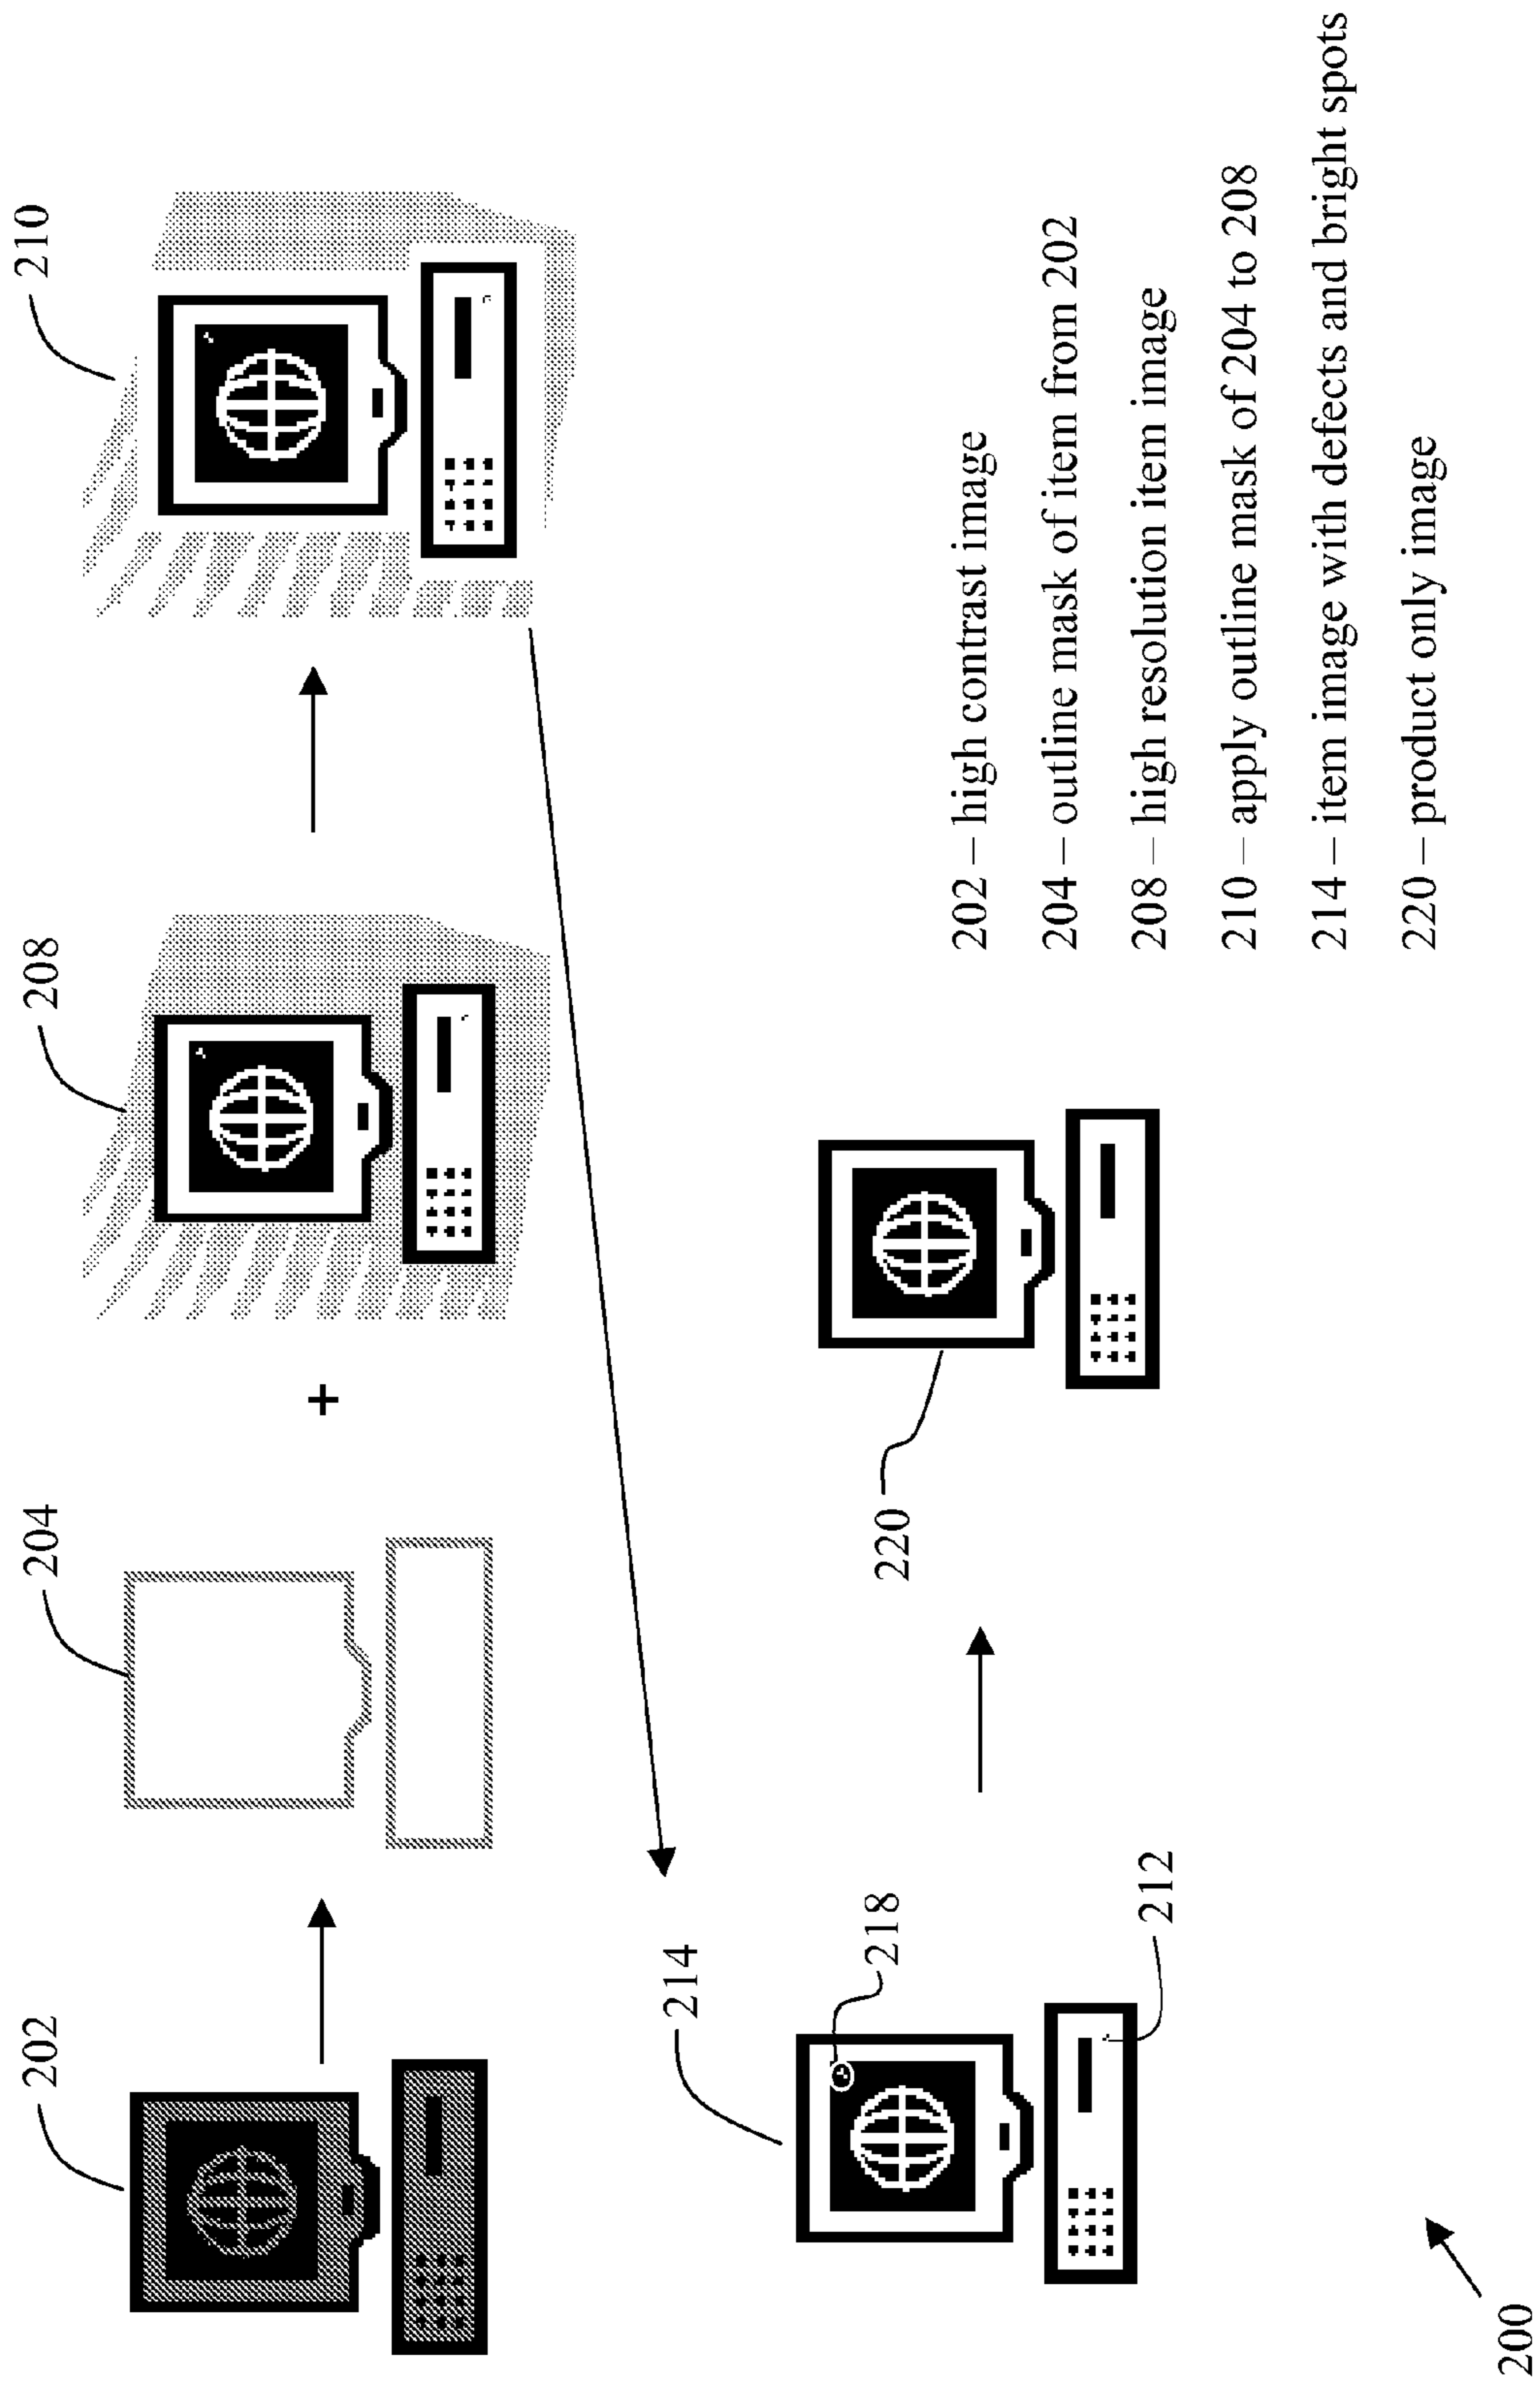 202
204
208
210
+
214
218
212
220
202 – high contrast image
204 – outline mask of item from 202
208 – high resolution item image
210 – apply outline mask of 204 to 208
214 – item image with defects and bright spots
220 – product only image
200